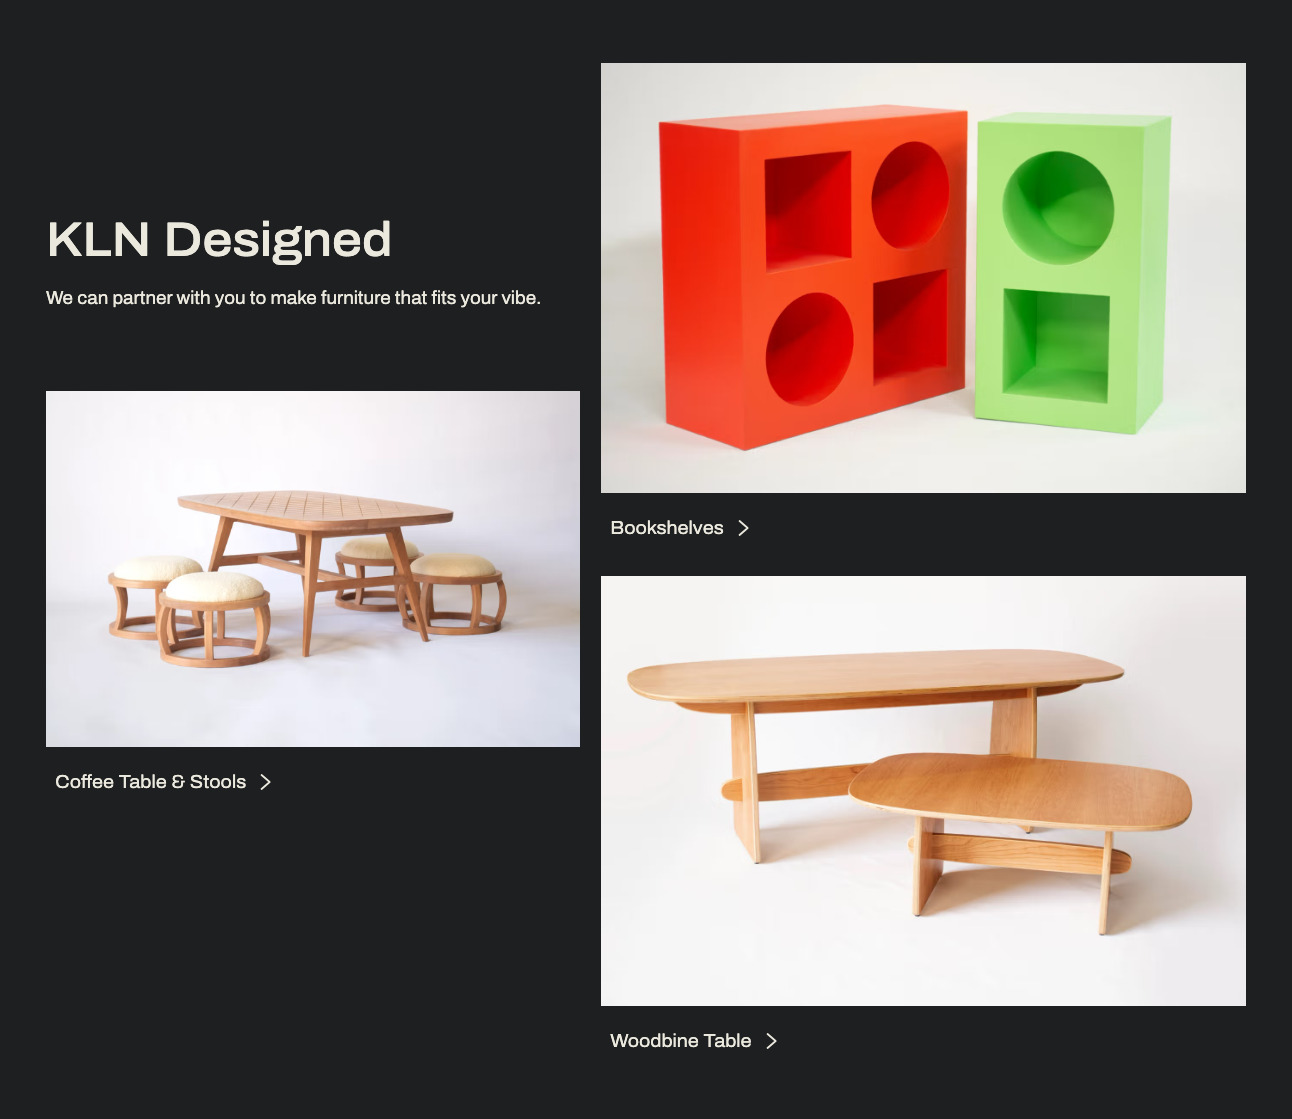 KLN Designed
We can partner with you to make furniture that fits your vibe.
Coffee Table & Stools
Bookshelves
Woodbine Table